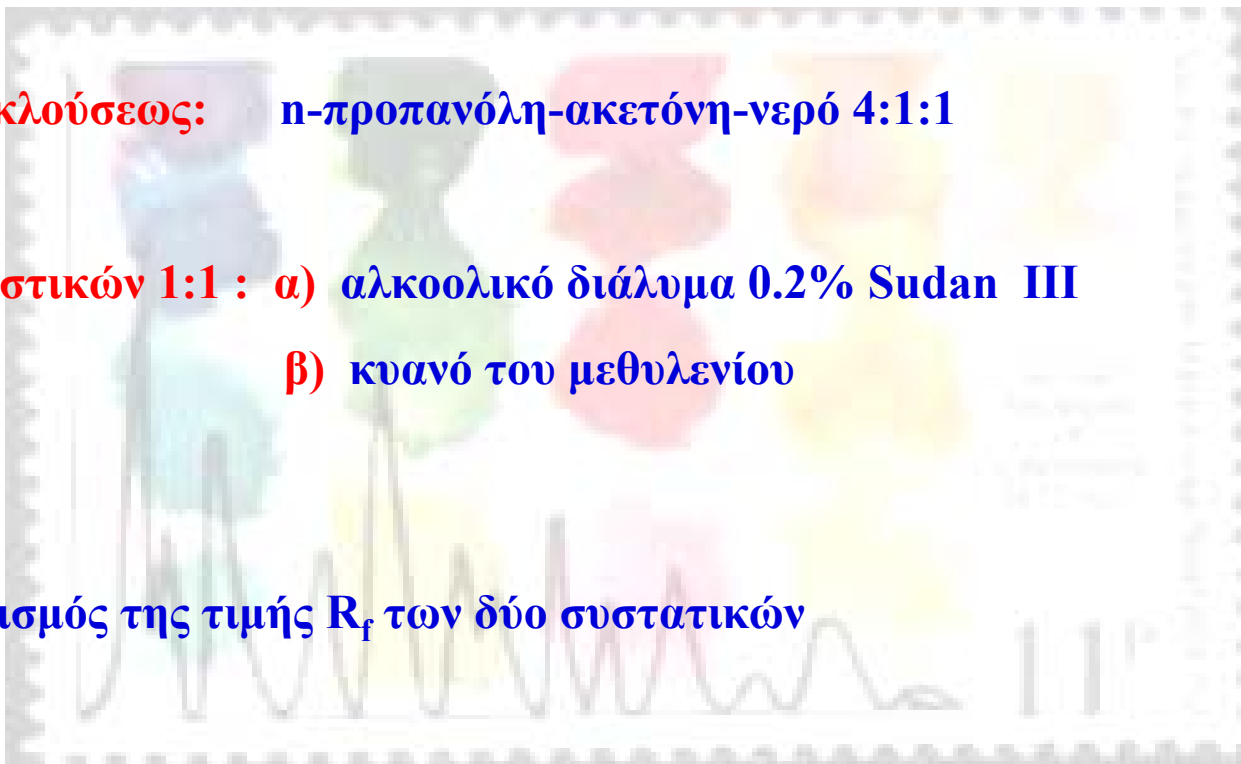 κλούσεως: n-προπανόλη-ακετόνη-νερό 4:1:1
στικών 1:1 : α) αλκοολικό διάλυμα 0.2% Sudan III
β) κυανό του μεθυλενίου
ισμός της τιμής Rf των δύο συστατικών